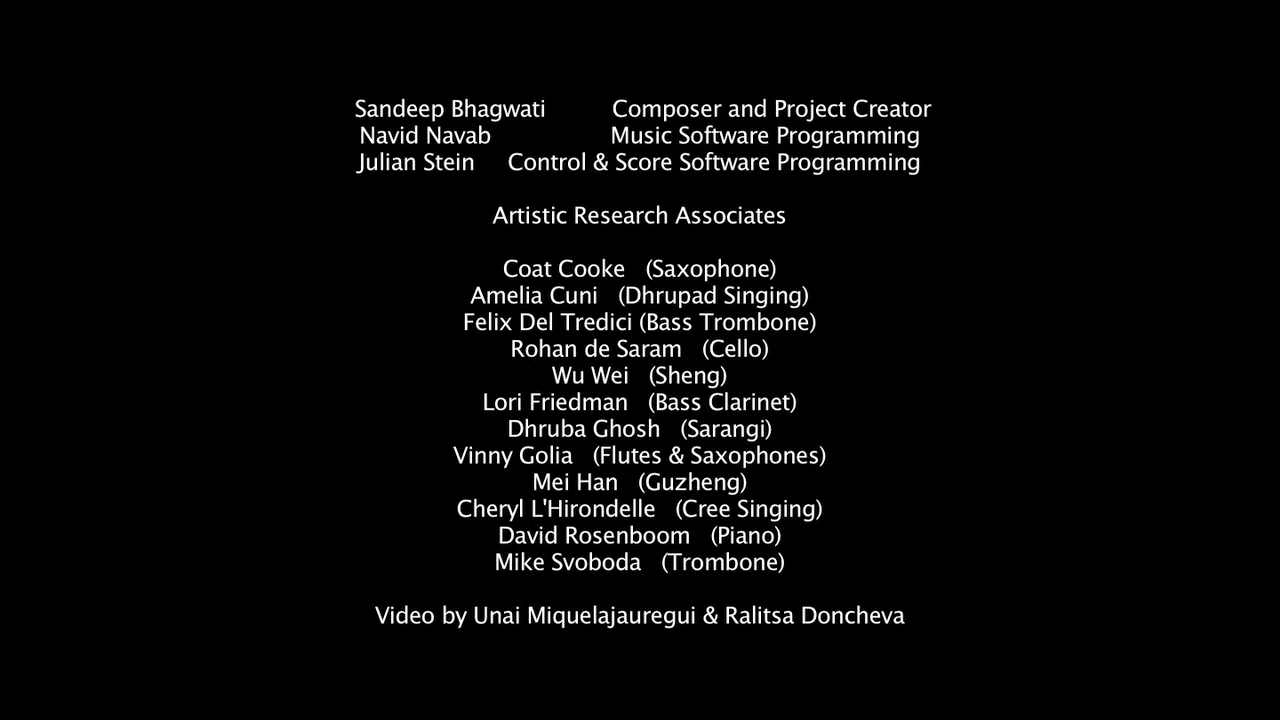 Sandeep Bhagwati Composer and Project Creator
Navid Navab Music Software Programming
Julian Stein Control & Score Software Programming
Artistic Research Associates
Coat Cooke (Saxophone)
Amelia Cuni (Dhrupad Singing)
Felix Del Tredici (Bass Trombone)
Rohan de Saram (Cello)
Wu Wei (Sheng)
Lori Friedman (Bass Clarinet)
Dhruba Ghosh (Sarangi)
Vinny Golia (Flutes & Saxophones)
Mei Han (Guzheng)
Cheryl L'Hirondelle (Cree Singing)
David Rosenboom (Piano)
Mike Svoboda (Trombone)
Video by Unai Miquelajauregui & Ralitsa Doncheva